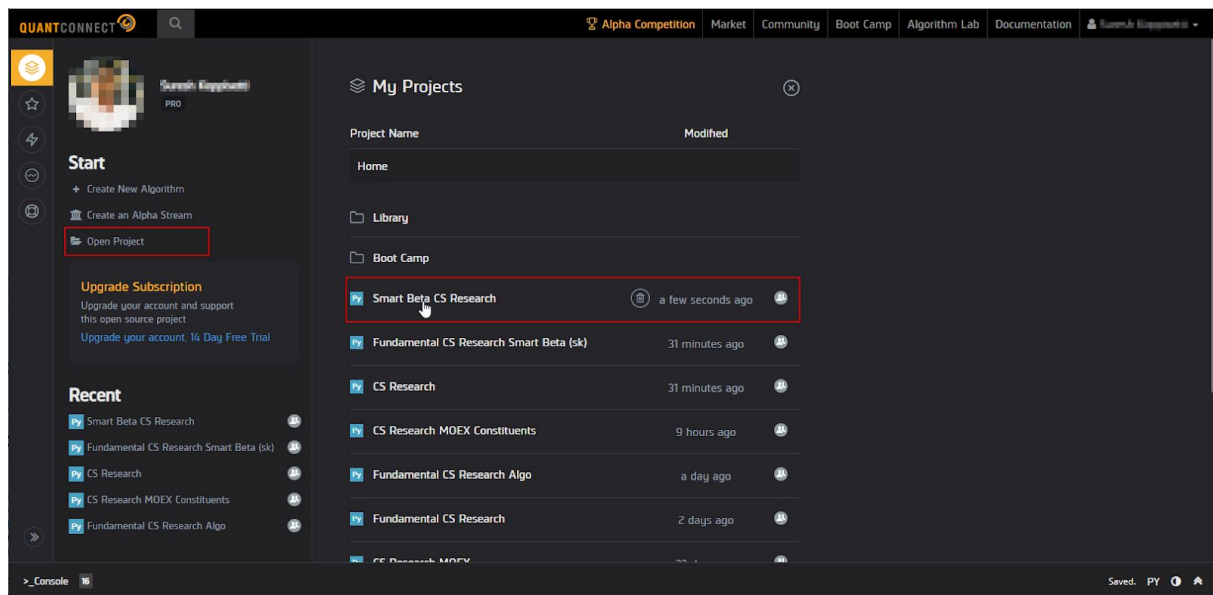 QUANTCONNECT
Alpha Competition Market Community Boot Camp Algorithm Lab Documentation
PRO
Start
+ Create New Algorithm
Create an Alpha Stream
Open Project
Upgrade Subscription
Upgrade your account and support
this open source project
Upgrade your account, 14 Day Free Trial
Recent
Py Smart Beta CS Research
Py Fundamental CS Research Smart Beta (sk)
Py CS Research
Py CS Research MOEX Constituents
Py Fundamental CS Research Algo
My Projects
Project Name Modified
Home
Library
Boot Camp
Py Smart Beta CS Research a few seconds ago
Py Fundamental CS Research Smart Beta (sk) 31 minutes ago
Py CS Research 31 minutes ago
Py CS Research MOEX Constituents 9 hours ago
Py Fundamental CS Research Algo a day ago
Py Fundamental CS Research 2 days ago
CS Research MOEX
>_Console 16
Saved. PY